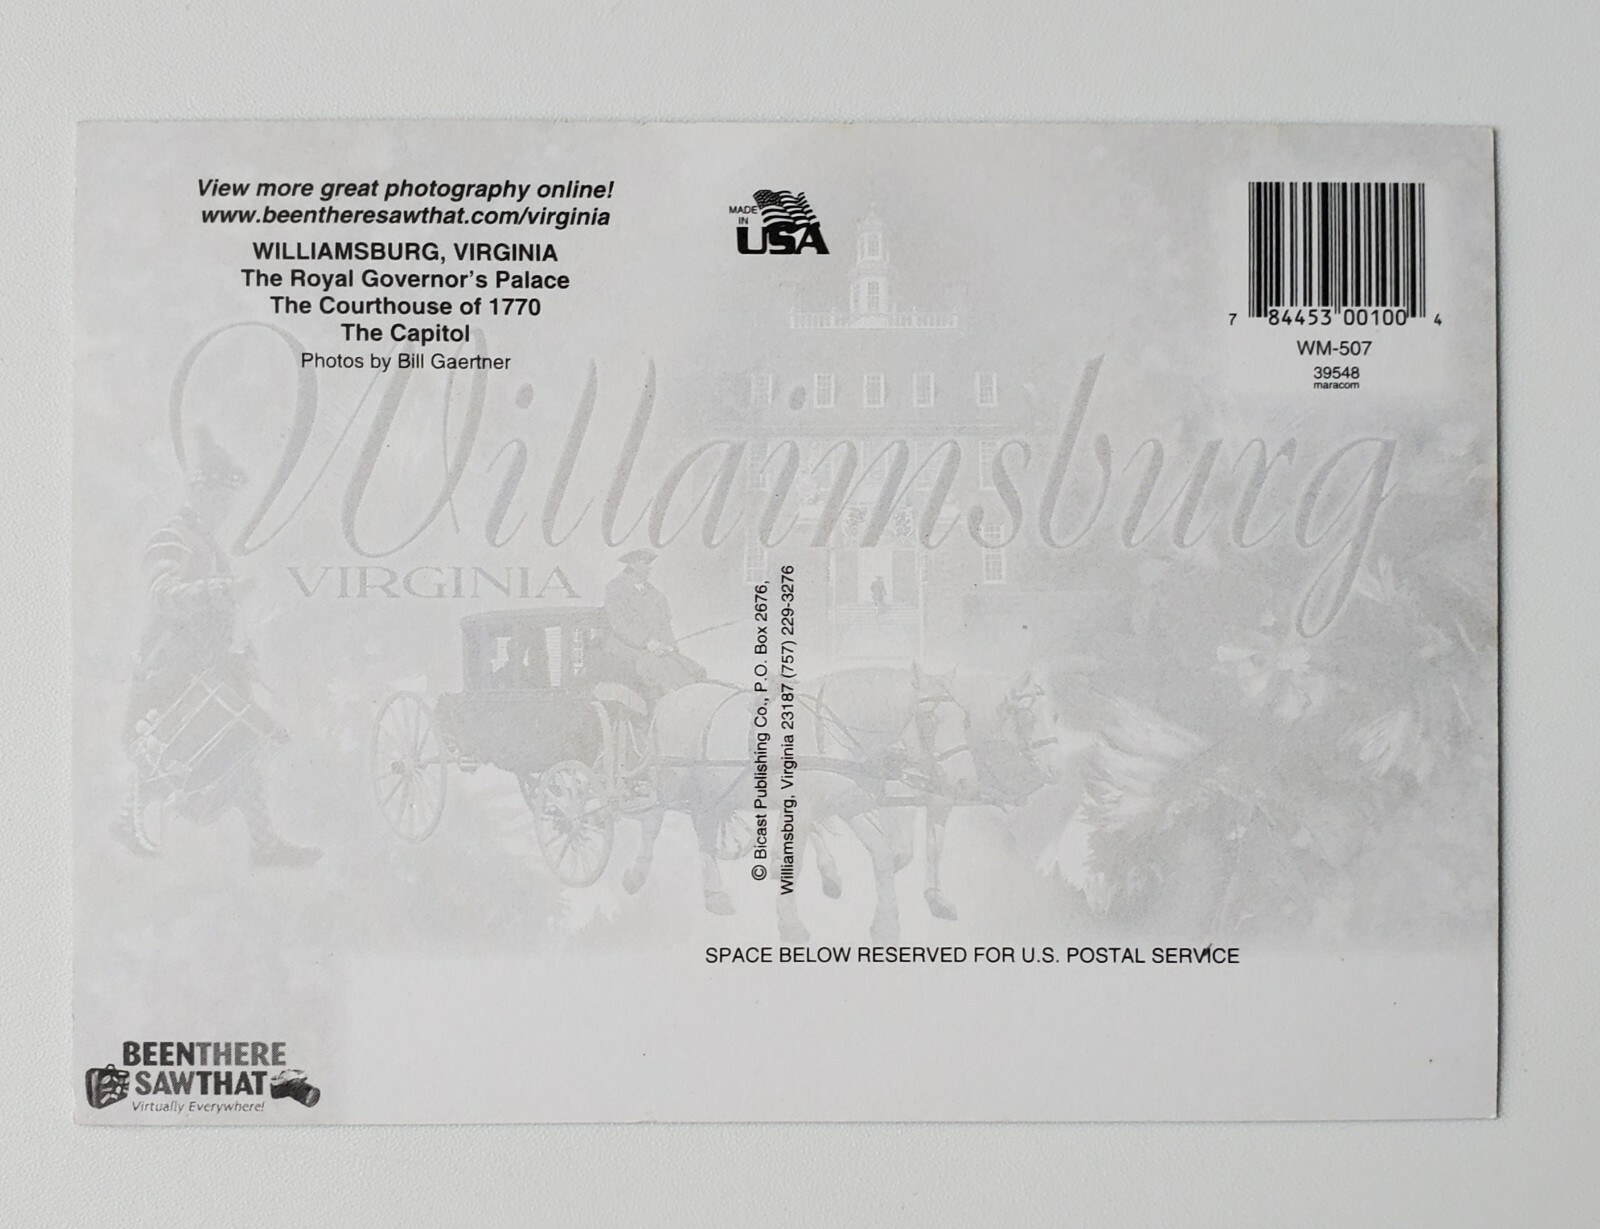 View more great photography online!
www.beentheresawthat.com/virginia
WILLIAMSBURG, VIRGINIA
The Royal Governor's Palace
The Courthouse of 1770
The Capitol
Photos by Bill Gaertner
MADE
IN
USA
7 84453 00100 4
WM-507
39548
maracom
Willaimsburg
VIRGINIA
© Bicast Publishing Co., P.O. Box 2676,
Williamsburg, Virginia 23187 (757) 229-3276
SPACE BELOW RESERVED FOR U.S. POSTAL SERVICE
BEENTHERE
SAWTHAT
Virtually Everywhere!